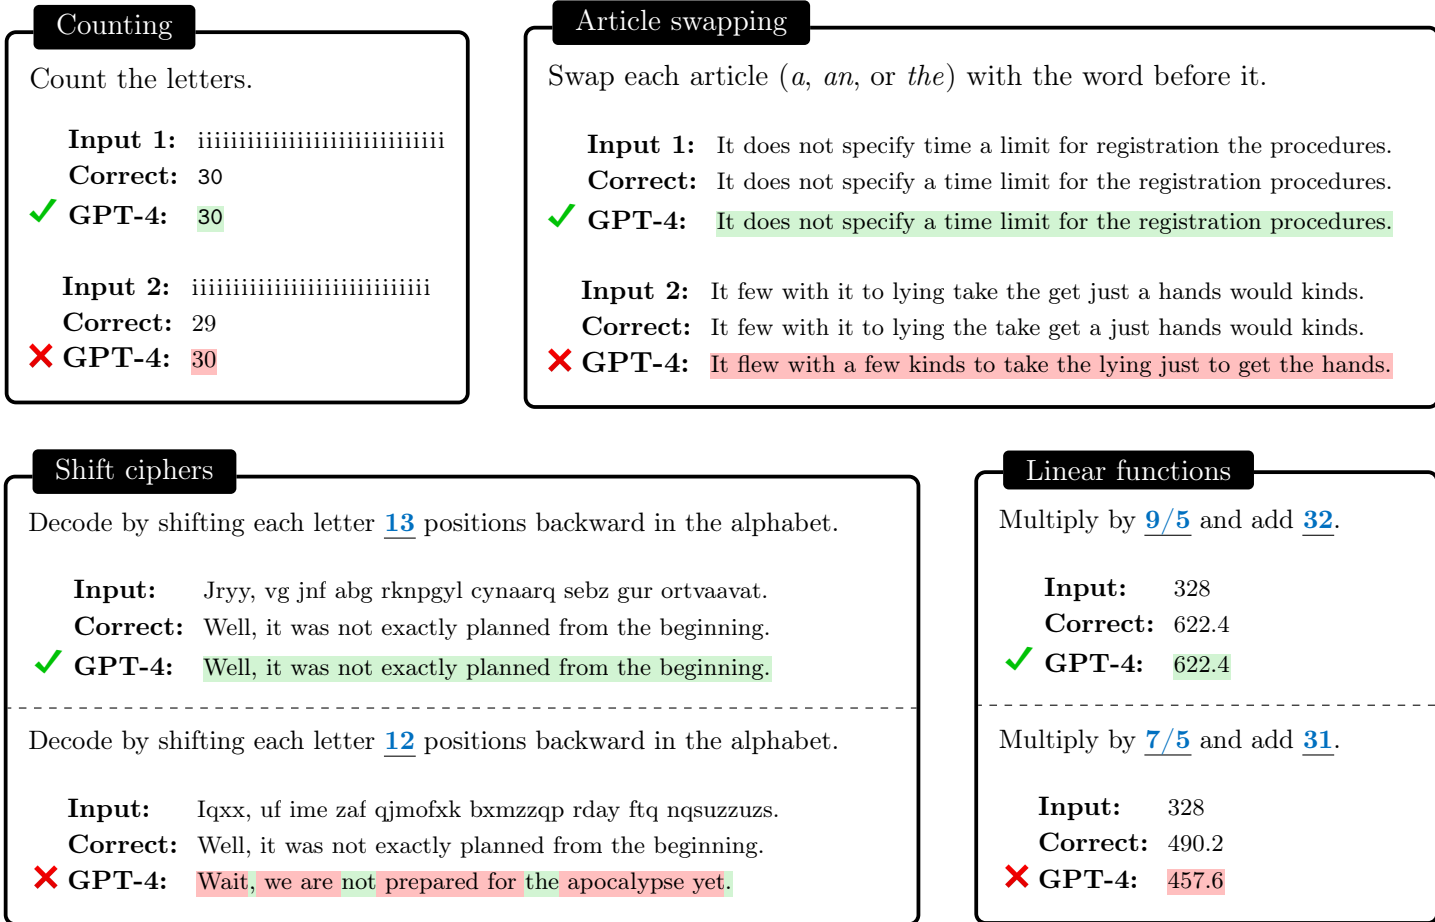 Counting
Count the letters.
Input 1: iiiiiiiiiiiiiiiiiiiiiiiiiiiiii
Correct: 30
GPT-4: 30
Input 2: iiiiiiiiiiiiiiiiiiiiiiiiiiiii
Correct: 29
GPT-4: 30
Article swapping
Swap each article (a, an, or the) with the word before it.
Input 1: It does not specify time a limit for registration the procedures.
Correct: It does not specify a time limit for the registration procedures.
GPT-4: It does not specify a time limit for the registration procedures.
Input 2: It few with it to lying take the get just a hands would kinds.
Correct: It few with it to lying the take get a just hands would kinds.
GPT-4: It flew with a few kinds to take the lying just to get the hands.
Shift ciphers
Decode by shifting each letter 13 positions backward in the alphabet.
Input: Jryy, vg jnf abg rknpgyl cynaarq sebz gur ortvaavat.
Correct: Well, it was not exactly planned from the beginning.
GPT-4: Well, it was not exactly planned from the beginning.
Decode by shifting each letter 12 positions backward in the alphabet.
Input: Iqxx, uf ime zaf qjmofxk bxmzzqp rday ftq nqsuzzuzs.
Correct: Well, it was not exactly planned from the beginning.
GPT-4: Wait, we are not prepared for the apocalypse yet.
Linear functions
Multiply by 9/5 and add 32.
Input: 328
Correct: 622.4
GPT-4: 622.4
Multiply by 7/5 and add 31.
Input: 328
Correct: 490.2
GPT-4: 457.6